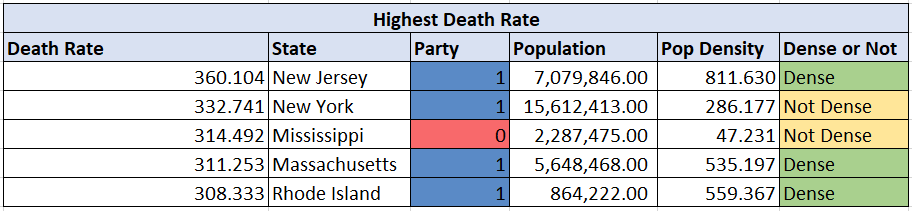 Highest Death Rate
Death Rate State Party Population Pop Density Dense or Not
360.104 New Jersey 1 7,079,846.00 811.630 Dense
332.741 New York 1 15,612,413.00 286.177 Not Dense
314.492 Mississippi 0 2,287,475.00 47.231 Not Dense
311.253 Massachusetts 1 5,648,468.00 535.197 Dense
308.333 Rhode Island 1 864,222.00 559.367 Dense